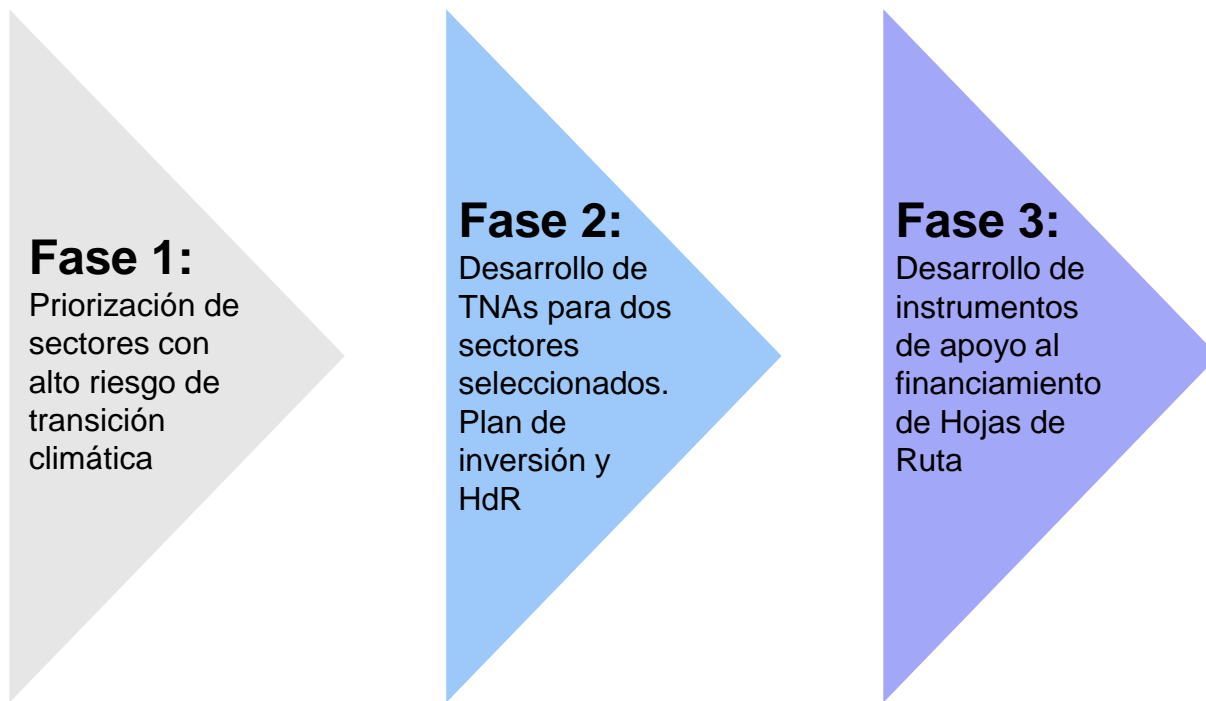 Fase 1:
Priorización de
sectores con
alto riesgo de
transición
climática
Fase 2:
Desarrollo de
TNAs para dos
sectores
seleccionados.
Plan de
inversión y
HdR
Fase 3:
Desarrollo de
instrumentos
de apoyo al
financiamiento
de Hojas de
Ruta